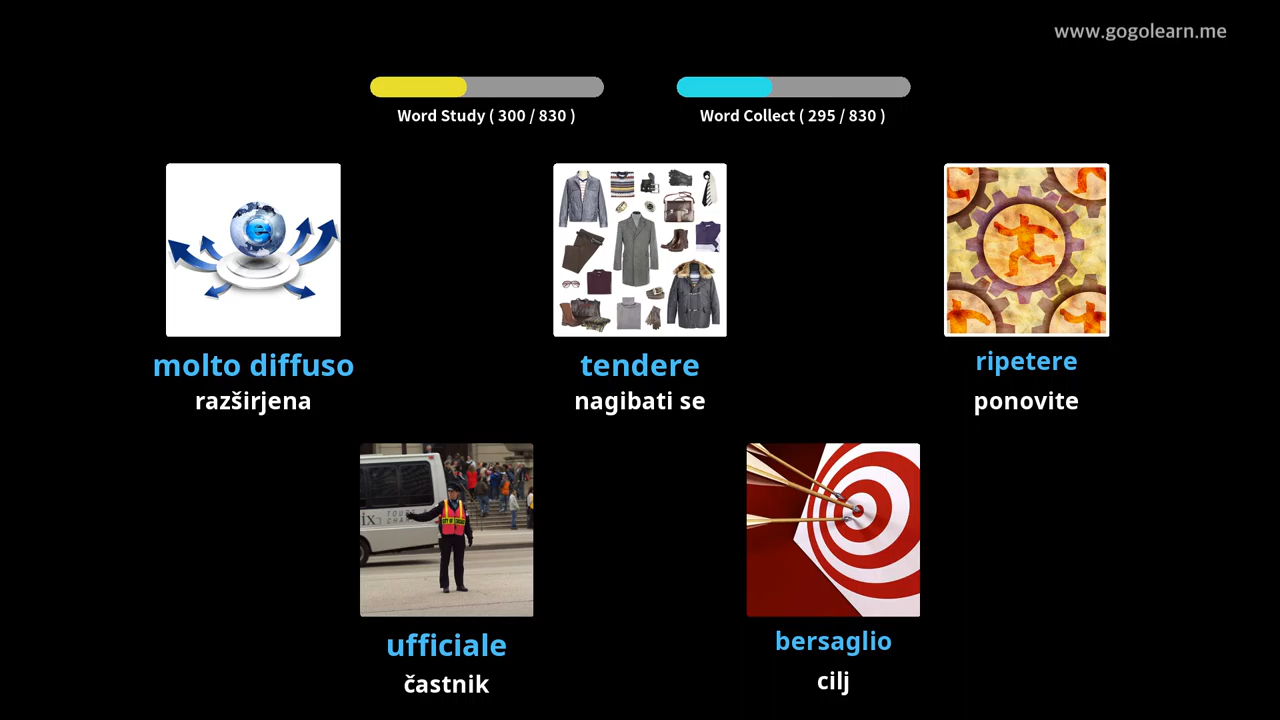 www.gogolearn.me
Word Study ( 300 / 830 )
Word Collect ( 295 / 830 )
molto diffuso
razširjena
tendere
nagibati se
ripetere
ponovite
ufficiale
častnik
bersaglio
cilj